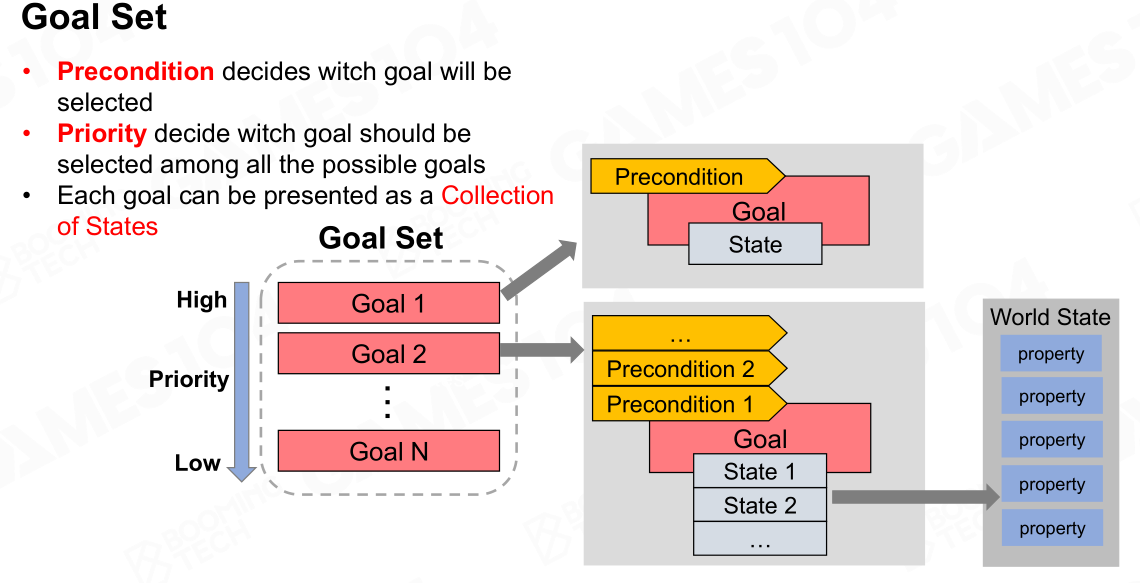 Goal Set
• Precondition decides witch goal will be
selected
• Priority decide witch goal should be
selected among all the possible goals
• Each goal can be presented as a Collection
of States
Goal Set
High
Priority
Low
Goal 1
Goal 2
⋮
Goal N
Precondition
Goal
State
...
Precondition 2
Precondition 1
Goal
State 1
State 2
...
World State
property
property
property
property
property
GAMES104
BOOMING
TECH